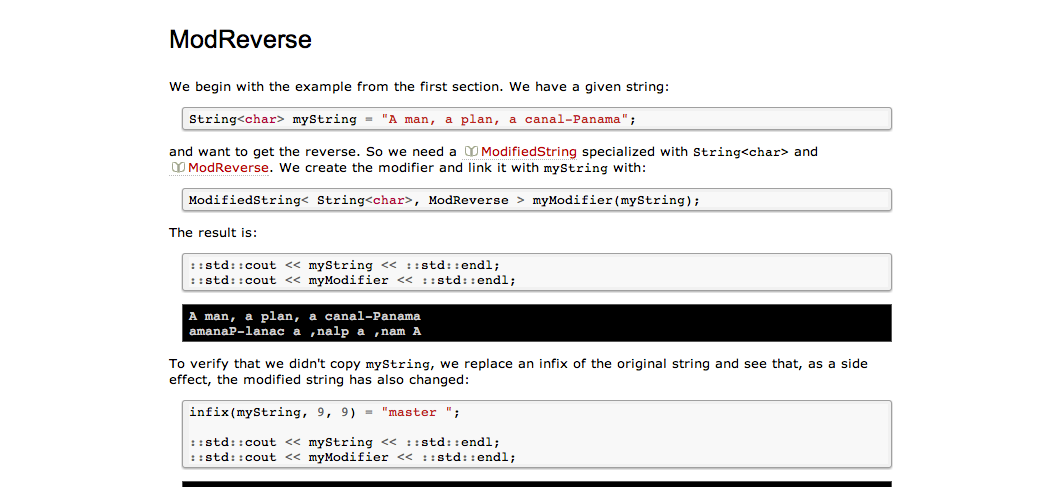 ModReverse
We begin with the example from the first section. We have a given string:
String<char> myString = "A man, a plan, a canal-Panama";
and want to get the reverse. So we need a ModifiedString specialized with String<char> and
ModReverse. We create the modifier and link it with myString with:
ModifiedString< String<char>, ModReverse > myModifier(myString);
The result is:
::std::cout << myString << ::std::endl;
::std::cout << myModifier << ::std::endl;
A man, a plan, a canal-Panama
amanaP-lanac a ,nalp a ,nam A
To verify that we didn't copy myString, we replace an infix of the original string and see that, as a side
effect, the modified string has also changed:
infix(myString, 9, 9) = "master ";
::std::cout << myString << ::std::endl;
::std::cout << myModifier << ::std::endl;